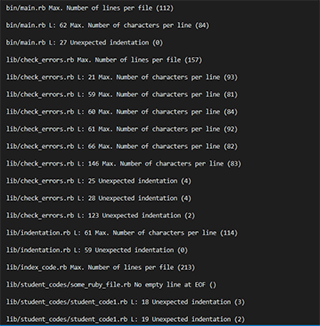 bin/main.rb Max. Number of lines per file (112)
bin/main.rb L: 62 Max. Number of characters per line (84)
bin/main.rb L: 27 Unexpected indentation (0)
lib/check_errors.rb Max. Number of lines per file (157)
lib/check_errors.rb L: 21 Max. Number of characters per line (93)
lib/check_errors.rb L: 59 Max. Number of characters per line (81)
lib/check_errors.rb L: 60 Max. Number of characters per line (84)
lib/check_errors.rb L: 61 Max. Number of characters per line (92)
lib/check_errors.rb L: 66 Max. Number of characters per line (82)
lib/check_errors.rb L: 146 Max. Number of characters per line (83)
lib/check_errors.rb L: 25 Unexpected indentation (4)
lib/check_errors.rb L: 28 Unexpected indentation (4)
lib/check_errors.rb L: 123 Unexpected indentation (2)
lib/indentation.rb L: 61 Max. Number of characters per line (114)
lib/indentation.rb L: 59 Unexpected indentation (0)
lib/index_code.rb Max. Number of lines per file (213)
lib/student_codes/some_ruby_file.rb No empty line at EOF ()
lib/student_codes/student_code1.rb L: 18 Unexpected indentation (3)
lib/student_codes/student_code1.rb L: 19 Unexpected indentation (2)